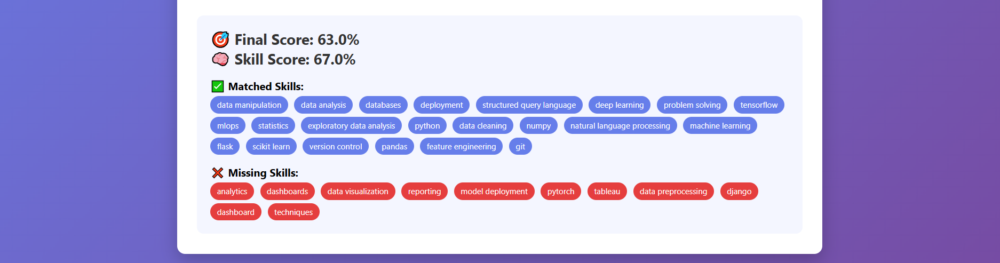 🎯 Final Score: 63.0%
🧠 Skill Score: 67.0%
✅ Matched Skills:
data manipulation data analysis databases deployment structured query language deep learning problem solving tensorflow
mlops statistics exploratory data analysis python data cleaning numpy natural language processing machine learning
flask scikit learn version control pandas feature engineering git
❌ Missing Skills:
analytics dashboards data visualization reporting model deployment pytorch tableau data preprocessing django
dashboard techniques